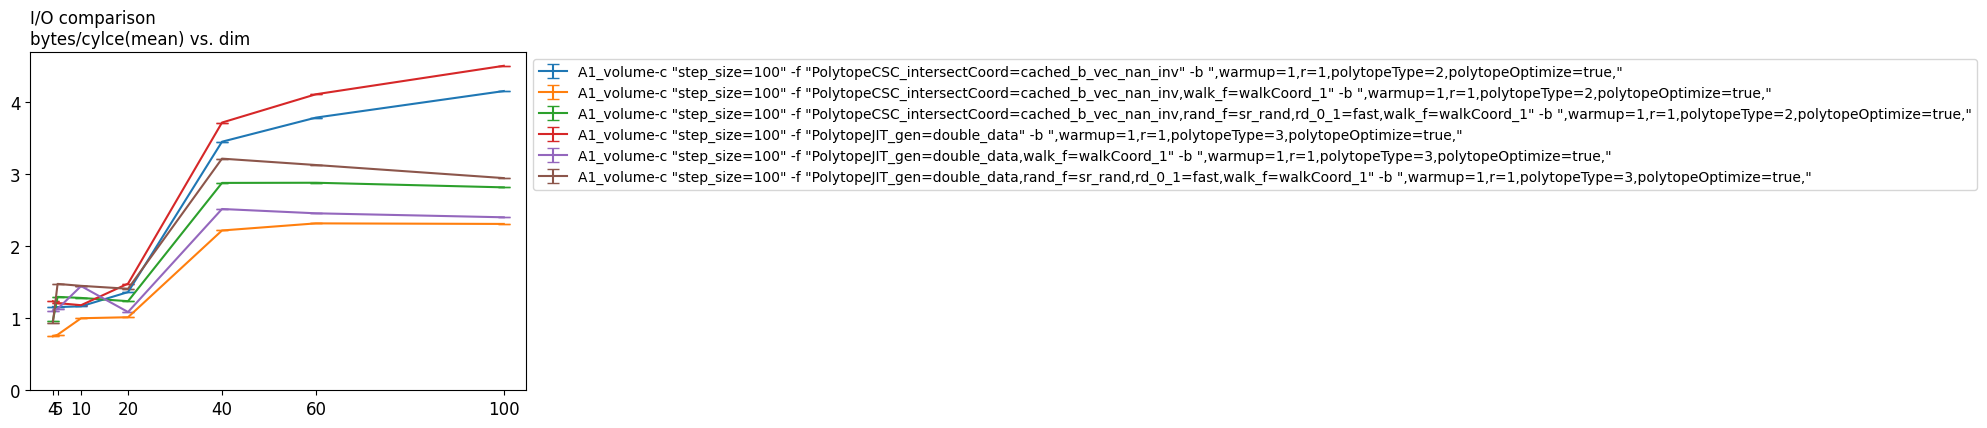 I/O comparison
bytes/cylce(mean) vs. dim
4
3
2
1
0
4
5
10
20
40
60
100
A1_volume-c "step_size=100" -f "PolytopeCSC_intersectCoord=cached_b_vec_nan_inv" -b ",warmup=1,r=1,polytopeType=2,polytopeOptimize=true,"
A1_volume-c "step_size=100" -f "PolytopeCSC_intersectCoord=cached_b_vec_nan_inv,walk_f=walkCoord_1" -b ",warmup=1,r=1,polytopeType=2,polytopeOptimize=true,"
A1_volume-c "step_size=100" -f "PolytopeCSC_intersectCoord=cached_b_vec_nan_inv,rand_f=sr_rand,rd_0_1=fast,walk_f=walkCoord_1" -b ",warmup=1,r=1,polytopeType=2,polytopeOptimize=true,"
A1_volume-c "step_size=100" -f "PolytopeJIT_gen=double_data" -b ",warmup=1,r=1,polytopeType=3,polytopeOptimize=true,"
A1_volume-c "step_size=100" -f "PolytopeJIT_gen=double_data,walk_f=walkCoord_1" -b ",warmup=1,r=1,polytopeType=3,polytopeOptimize=true,"
A1_volume-c "step_size=100" -f "PolytopeJIT_gen=double_data,rand_f=sr_rand,rd_0_1=fast,walk_f=walkCoord_1" -b ",warmup=1,r=1,polytopeType=3,polytopeOptimize=true,"